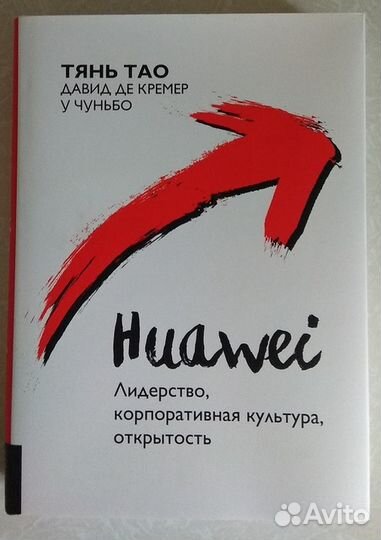 ТЯНЬ ТАО
ДАВИД ДЕ КРЕМЕР
У ЧУНЬБО
Huawei
Лидерство,
корпоративная культура,
открытость
Avito